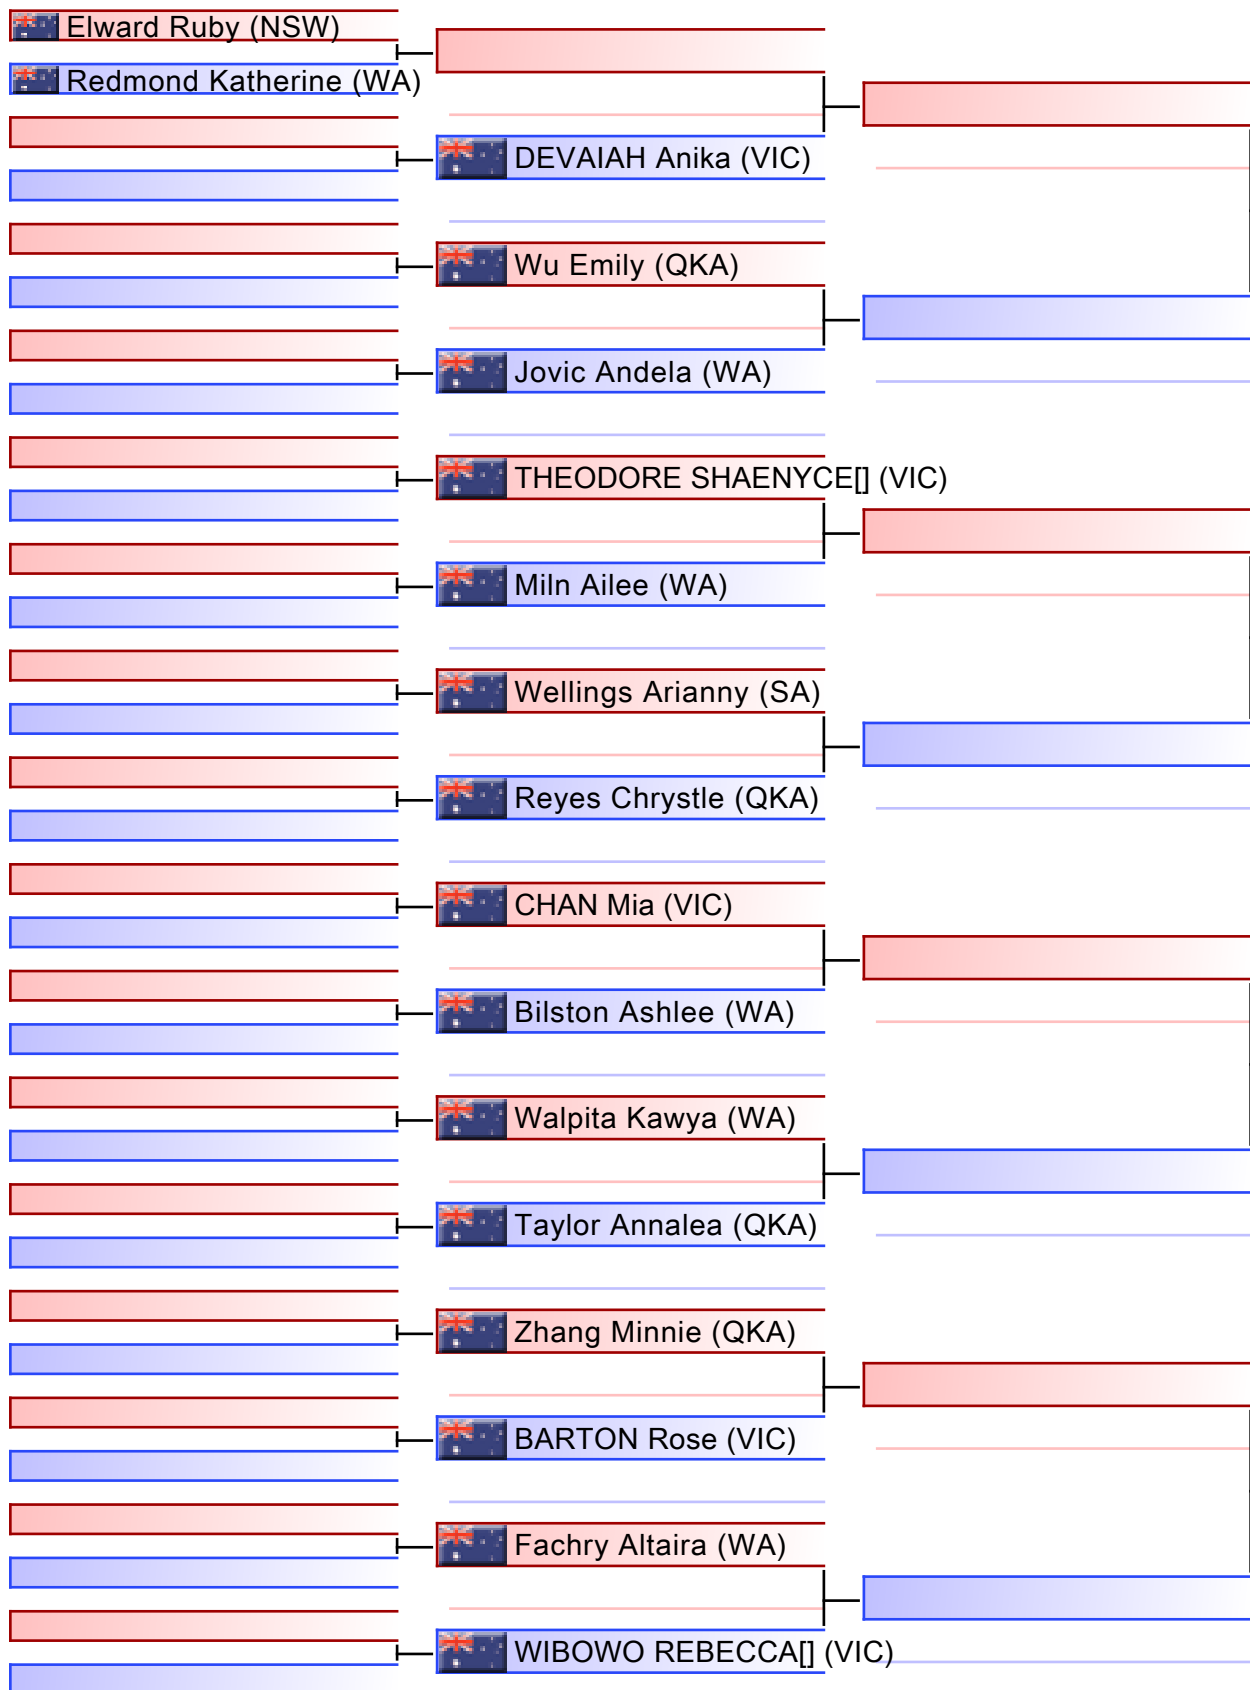 Elward Ruby (NSW)
Redmond Katherine (WA)
DEVAIAH Anika (VIC)
Wu Emily (QKA)
Jovic Andela (WA)
THEODORE SHAENYCE[] (VIC)
Miln Ailee (WA)
Wellings Arianny (SA)
Reyes Chrystle (QKA)
CHAN Mia (VIC)
Bilston Ashlee (WA)
Walpita Kawya (WA)
Taylor Annalea (QKA)
Zhang Minnie (QKA)
BARTON Rose (VIC)
Fachry Altaira (WA)
WIBOWO REBECCA[] (VIC)